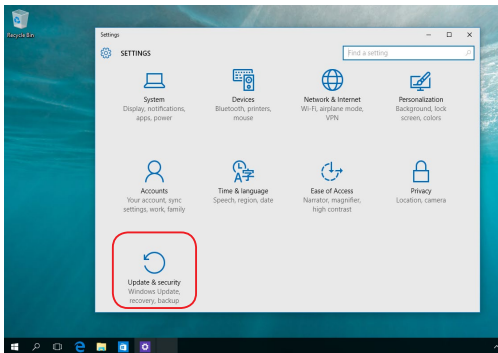 Recycle Bin
Settings
SETTINGS
Find a setting
System
Display, notifications,
apps, power
Devices
Bluetooth, printers,
mouse
Network & Internet
Wi-Fi, airplane mode,
VPN
Personalization
Background, lock
screen, colors
Accounts
Your account, sync
settings, work, family
Time & language
Speech, region, date
Ease of Access
Narrator, magnifier,
high contrast
Privacy
Location, camera
Update & security
Windows Update,
recovery, backup